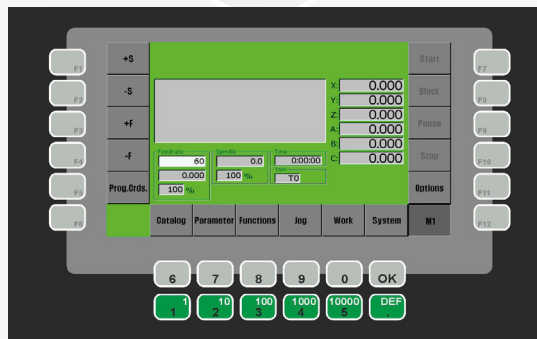 F1
+S
Start
F7
F2
-S
X:
0.000
Block
F8
Y:
0.000
F3
+F
Z:
0.000
Pause
F9
A:
0.000
B:
0.000
F4
-F
C:
0.000
Stop
F10
Feedrate
Spindle
Time
60
0.0
0:00:00
0.000
100 %
Tool
T0
100 %
F5
Prog.Ords.
Options
F11
F6
Catalog
Parameter
Functions
Jog
Work
System
M1
F12
6
7
8
9
0
OK
1
10
100
1000
10000
DEF
1
2
3
4
5
.